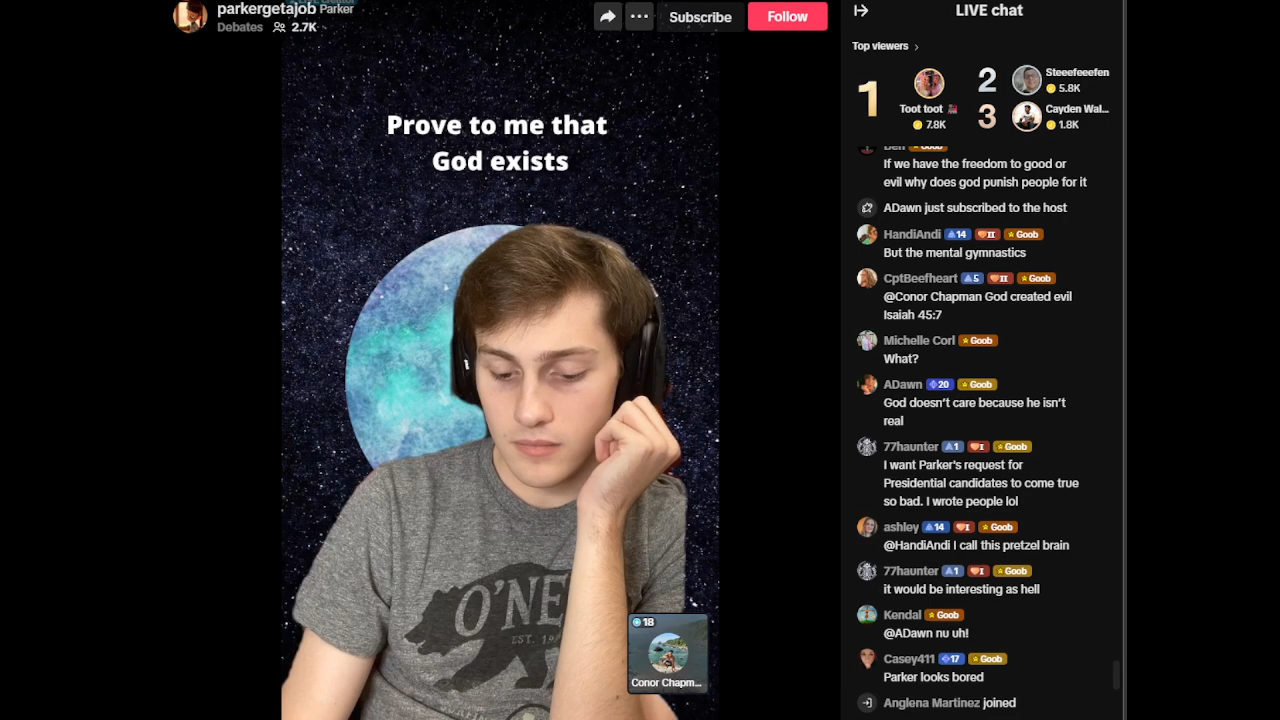 parkergetajob Parker
Debates 2.7K
Subscribe
Follow
Prove to me that
God exists
O'NE
EST. 19
18
Conor Chapm...
LIVE chat
Top viewers
1
Toot toot
7.8K
2
Steeefeeefen
5.8K
3
Cayden Wal...
1.8K
Ben Goob
If we have the freedom to good or
evil why does god punish people for it
ADawn just subscribed to the host
HandiAndi 14 II Goob
But the mental gymnastics
CptBeefheart 5 II Goob
@Conor Chapman God created evil
Isaiah 45:7
Michelle Corl Goob
What?
ADawn 20 Goob
God doesn't care because he isn't
real
77haunter 1 I Goob
I want Parker's request for
Presidential candidates to come true
so bad. I wrote people lol
ashley 14 I Goob
@HandiAndi I call this pretzel brain
77haunter 1 I Goob
it would be interesting as hell
Kendal Goob
@ADawn nu uh!
Casey411 17 Goob
Parker looks bored
Anglena Martinez joined